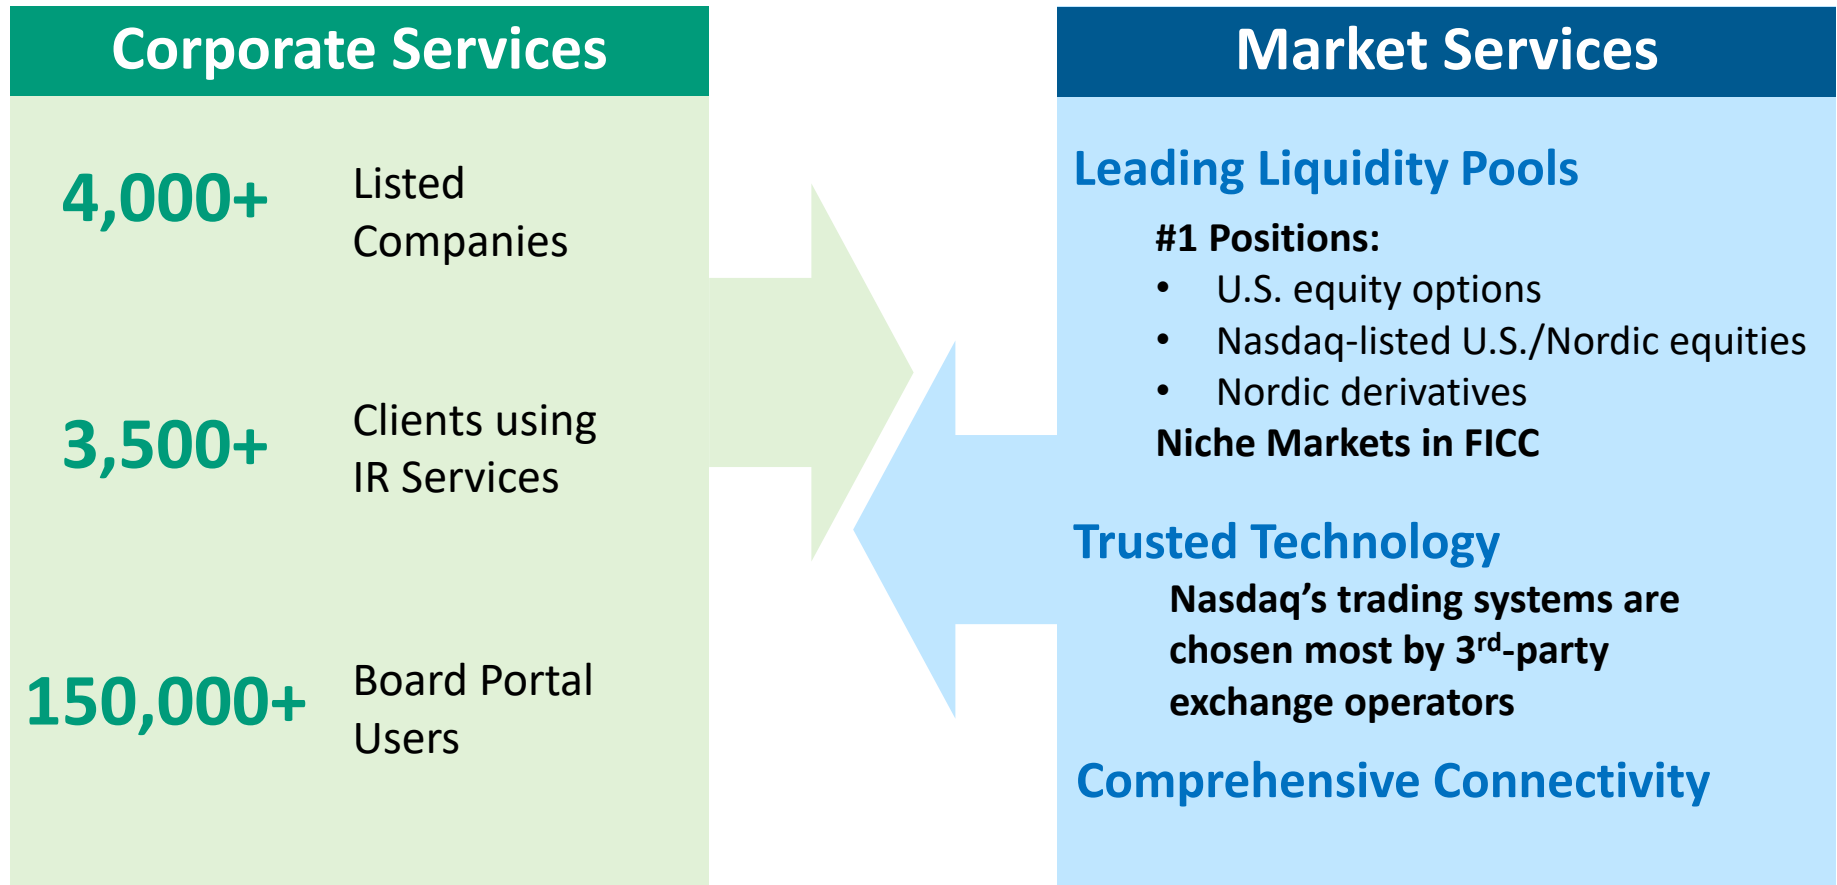 Corporate Services
4,000+
Listed
Companies
3,500+
Clients using
IR Services
150,000+
Board Portal
Users
Market Services
Leading Liquidity Pools
#1 Positions:
• U.S. equity options
• Nasdaq-listed U.S./Nordic equities
• Nordic derivatives
Niche Markets in FICC
Trusted Technology
Nasdaq’s trading systems are
chosen most by 3rd-party
exchange operators
Comprehensive Connectivity